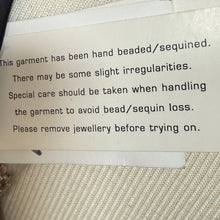 This garment has been hand beaded/sequined.
There may be some slight irregularities.
Special care should be taken when handling
the garment to avoid bead/sequin loss.
Please remove jewellery before trying on.